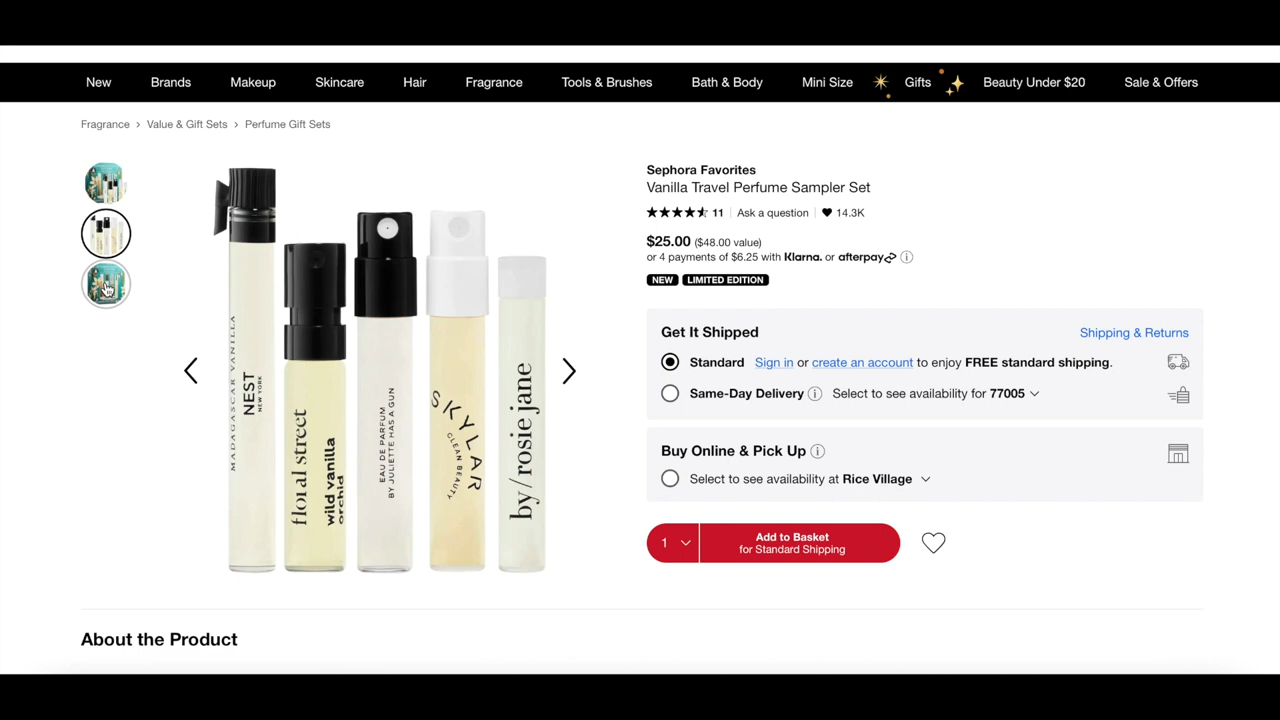 New Brands Makeup Skincare Hair Fragrance Tools & Brushes Bath & Body Mini Size Gifts Beauty Under $20 Sale & Offers
Fragrance > Value & Gift Sets > Perfume Gift Sets
Sephora Favorites
Vanilla Travel Perfume Sampler Set
11 Ask a question 14.3K
$25.00 ($48.00 value)
or 4 payments of $6.25 with Klarna. or afterpay
NEW LIMITED EDITION
Get It Shipped Shipping & Returns
Standard Sign in or create an account to enjoy FREE standard shipping.
Same-Day Delivery Select to see availability for 77005
Buy Online & Pick Up
Select to see availability at Rice Village
1 Add to Basket
for Standard Shipping
MADAGASCAR VANILLA
NEST
NEW YORK
floral street
wild vanilla
orchid
EAU DE PARFUM
BY JULIETTE HAS A GUN
SKYLAR
CLEAN BEAUTY
by/rosie jane
About the Product